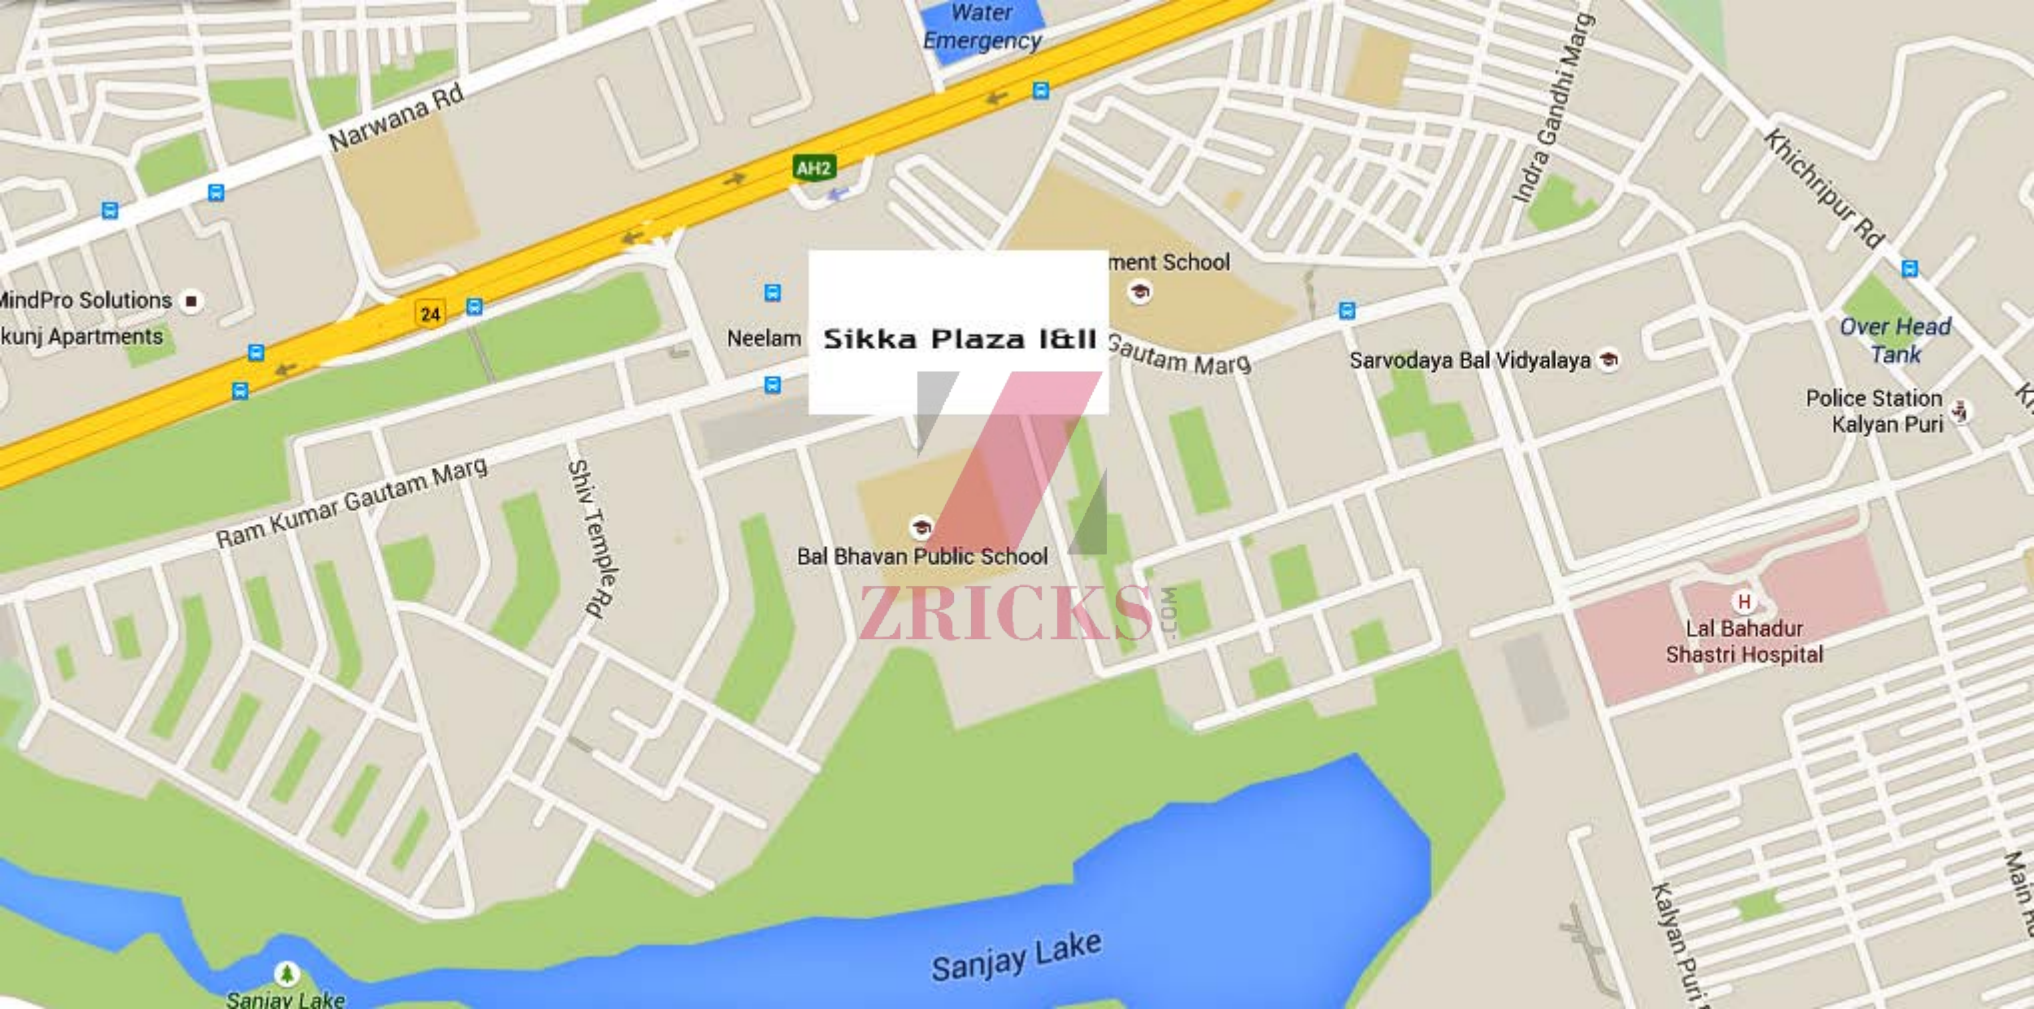 Water
Emergency
Narwana Rd
AH2
Indra Gandhi Marg
Khichripur Rd
ment School
MindPro Solutions
kunj Apartments
24
Neelam
Sikka Plaza I&II
Gautam Marg
Sarvodaya Bal Vidyalaya
Over Head
Tank
Police Station
Kalyan Puri
Ram Kumar Gautam Marg
Shiv Temple Rd
Bal Bhavan Public School
ZRICKS
.COM
H
Lal Bahadur
Shastri Hospital
Kalyan Puri
Main
Sanjay Lake
Sanjay Lake